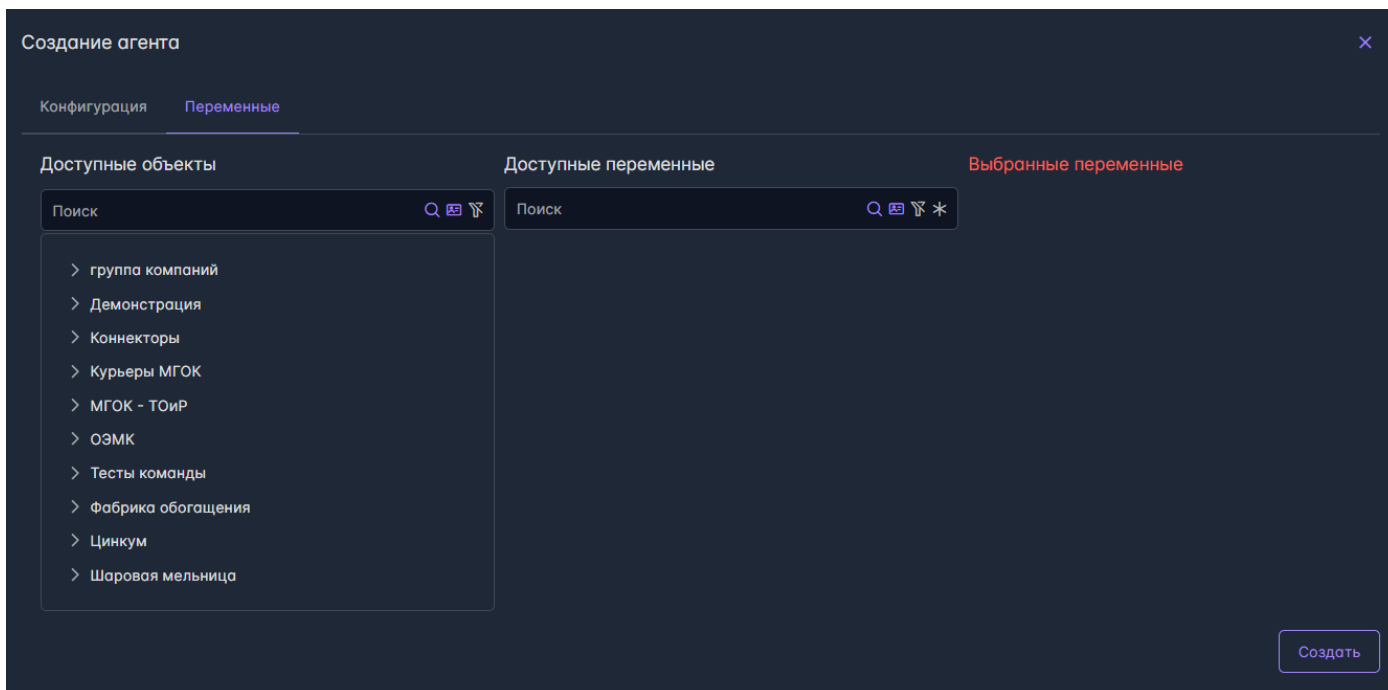 Создание агента
Конфигурация Переменные
Доступные объекты Доступные переменные Выбранные переменные
Поиск Поиск
группа компаний
Демонстрация
Коннекторы
Курьеры МГОК
МГОК - ТОиР
ОЭМК
Тесты команды
Фабрика обогащения
Цинкум
Шаровая мельница
Создать